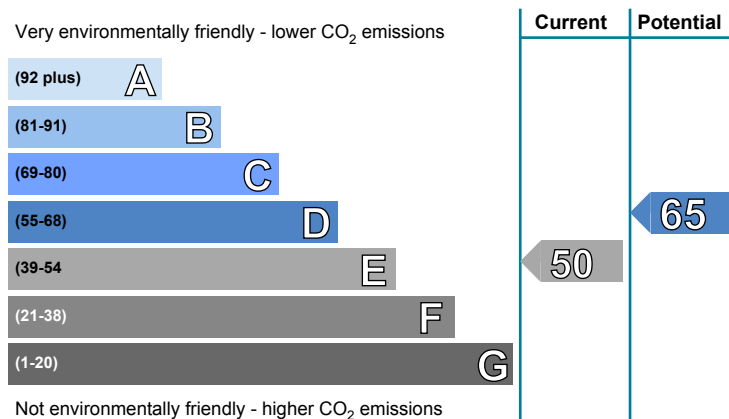 Very environmentally friendly - lower CO₂ emissions
Current
Potential
(92 plus) A
(81-91) B
(69-80) C
(55-68) D
65
(39-54 E
50
(21-38) F
(1-20) G
Not environmentally friendly - higher CO₂ emissions